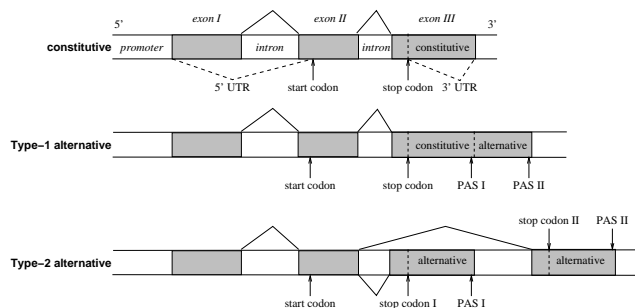 5' exon I exon II exon III 3'
constitutive promoter intron intron constitutive
5' UTR start codon stop codon 3' UTR
Type-1 alternative constitutive alternative
start codon stop codon PAS I PAS II
stop codon II PAS II
Type-2 alternative alternative alternative
start codon stop codon I PAS I